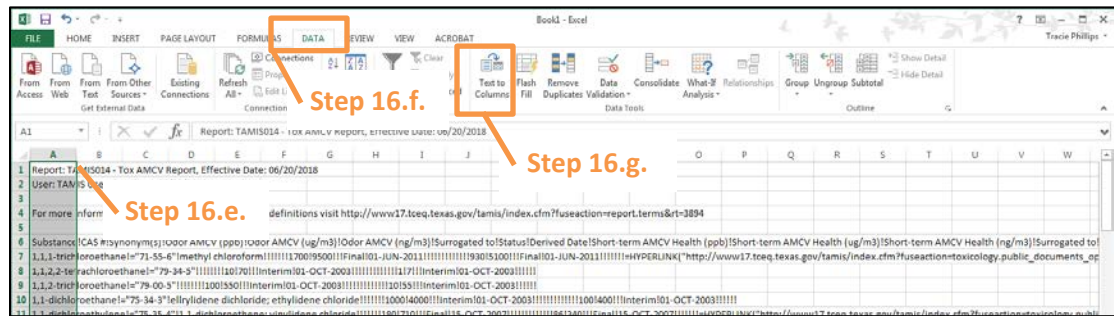 Book1 - Excel
FILE HOME INSERT PAGE LAYOUT FORMULAS DATA REVIEW VIEW ACROBAT Tracie Phillips
From Access From Web From Text From Other Sources Existing Connections Refresh All Connections Edit Clear Text to Columns Flash Fill Remove Duplicates Data Validation Consolidate What-If Analysis Relationships Group Ungroup Subtotal Show Detail Hide Detail
Get External Data Data Tools Outline
Step 16.f.
A1 fx Report: TAMIS014 - Tox AMCV Report, Effective Date: 06/20/2018
Step 16.g.
A B C D E F G H I J O P Q R S T U V W
1 Report: TAMIS014 - Tox AMCV Report, Effective Date: 06/20/2018
2 User: TAMIS
3
Step 16.e.
4 For more definitions visit http://www17.tceq.texas.gov/tamis/index.cfm?fuseaction=report.terms&rt=3894
5
6 Substance!CAS #!Synonym(s)!Odor AMCV (ppb)!Odor AMCV (ug/m3)!Odor AMCV (ng/m3)!Surrogated to!Status!Derived Date!Short-term AMCV Health (ppb)!Short-term AMCV Health (ug/m3)!Short-term AMCV Health (ng/m3)!Surrogated to!
7 1,1,1-trichloroethane!="71-55-6"!methyl chloroform!!!!!!!1700!9500!!!Final!01-JUN-2011!!!!!!!!!!!!!930!5100!!!Final!01-JUN-2011!!!!!!!=HYPERLINK("http://www17.tceq.texas.gov/tamis/index.cfm?fuseaction=toxicology.public_documents_op
8 1,1,2,2-tetrachloroethane!="79-34-5"!!!!!!!!10!70!!!Interim!01-OCT-2003!!!!!!!!!!!!!1!7!!!Interim!01-OCT-2003!!!!!!
9 1,1,2-trichloroethane!="79-00-5"!!!!!!!!100!550!!!Interim!01-OCT-2003!!!!!!!!!!!!!10!55!!!Interim!01-OCT-2003!!!!!!
10 1,1-dichloroethane!="75-34-3"!ellrylidene dichloride; ethylidene chloride!!!!!!!1000!4000!!!Interim!01-OCT-2003!!!!!!!!!!!!!100!400!!!Interim!01-OCT-2003!!!!!!
11